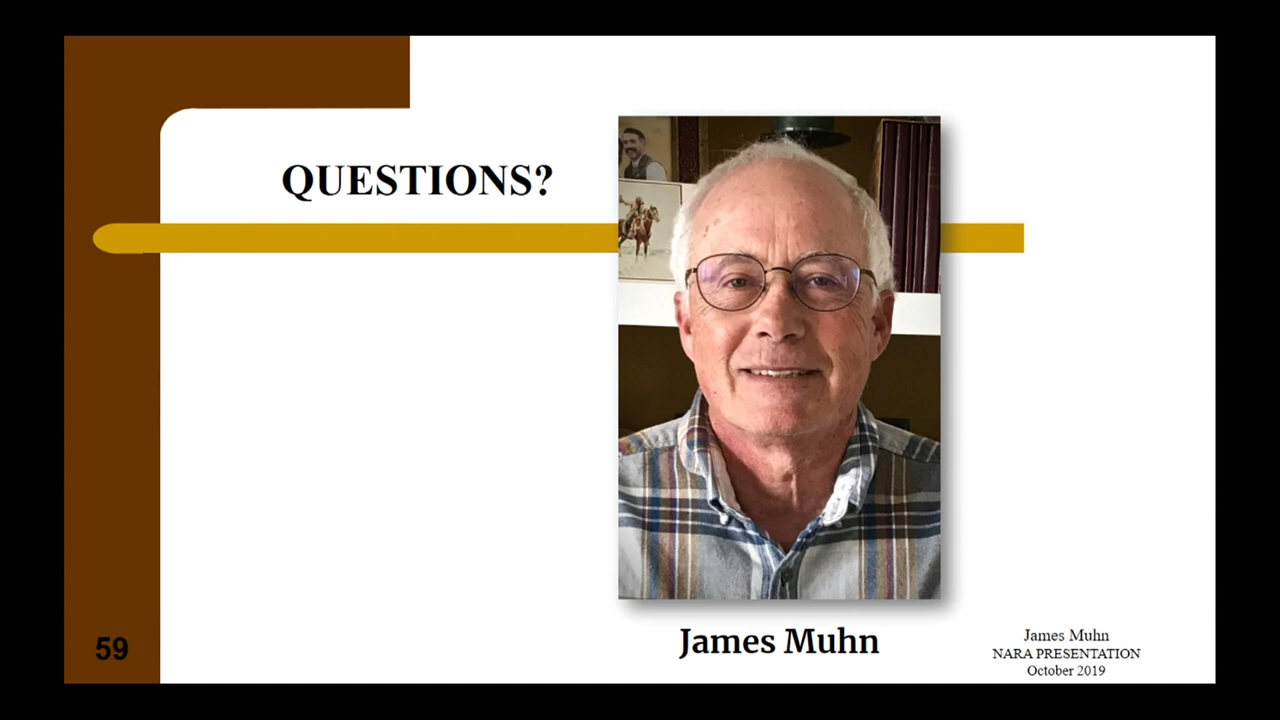 QUESTIONS?
James Muhn
59
James Muhn
NARA PRESENTATION
October 2019